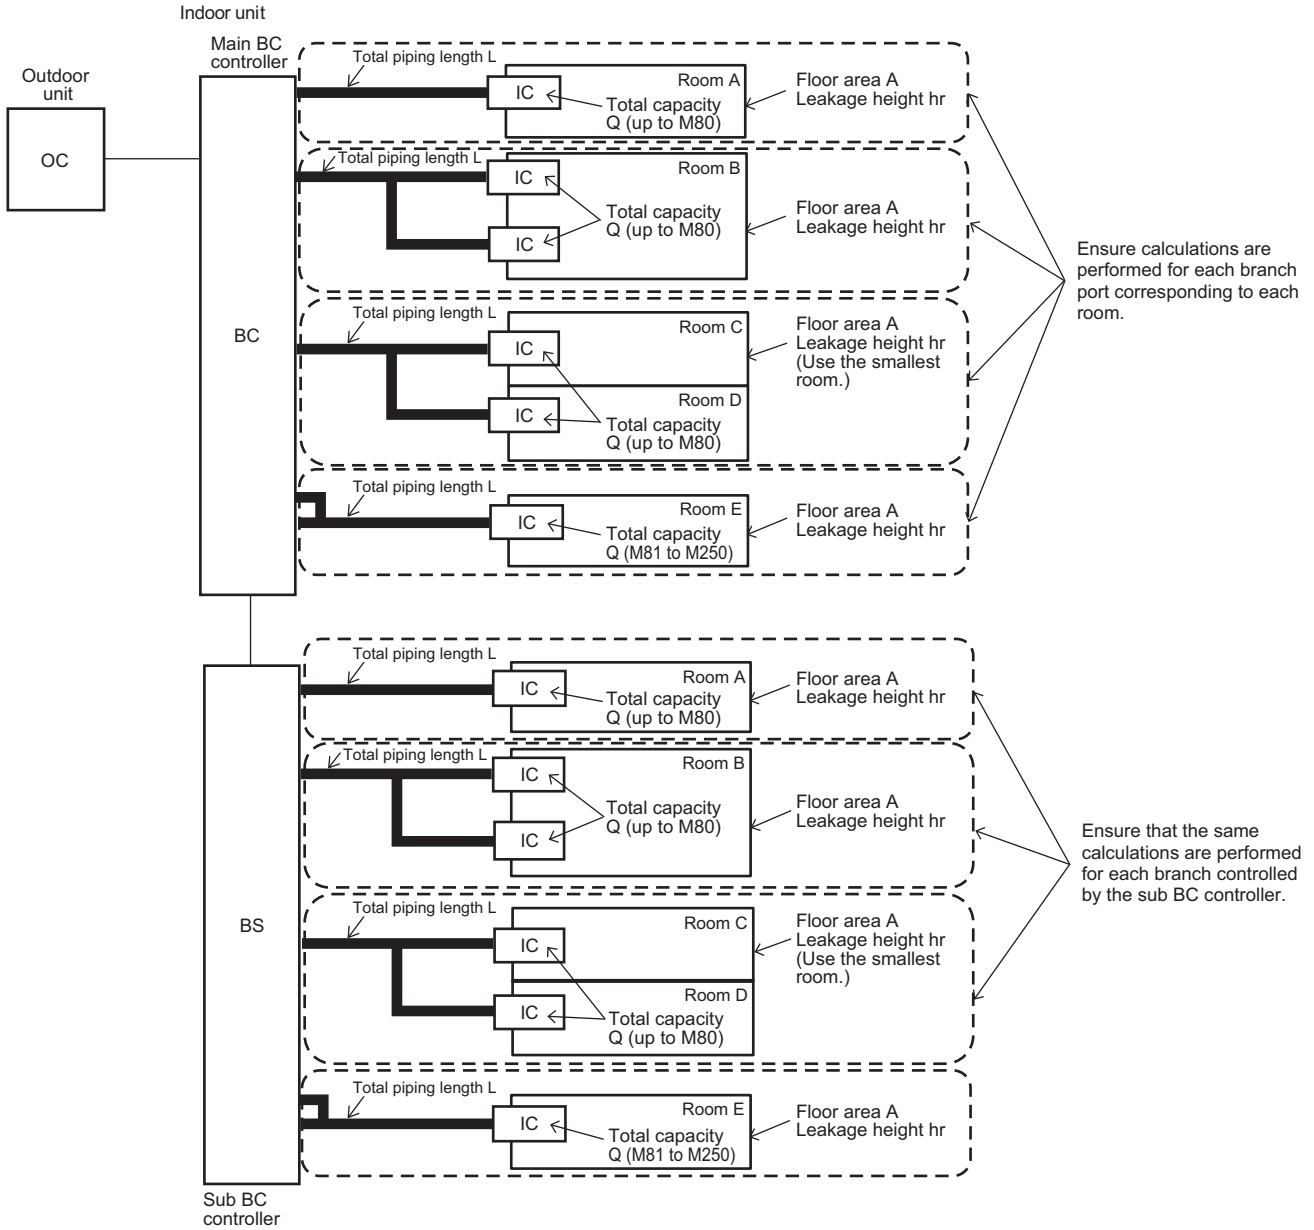 Indoor unit
Main BC
controller
Outdoor
unit
OC
BC
Total piping length L
IC
Room A
Total capacity
Q (up to M80)
Floor area A
Leakage height hr
Total piping length L
IC
Room B
IC
Total capacity
Q (up to M80)
Floor area A
Leakage height hr
Total piping length L
IC
Room C
IC
Room D
Total capacity
Q (up to M80)
Floor area A
Leakage height hr
(Use the smallest
room.)
Total piping length L
IC
Room E
Total capacity
Q (M81 to M250)
Floor area A
Leakage height hr
Ensure calculations are
performed for each branch
port corresponding to each
room.
BS
Total piping length L
IC
Room A
Total capacity
Q (up to M80)
Floor area A
Leakage height hr
Total piping length L
IC
Room B
IC
Total capacity
Q (up to M80)
Floor area A
Leakage height hr
Total piping length L
IC
Room C
IC
Room D
Total capacity
Q (up to M80)
Floor area A
Leakage height hr
(Use the smallest
room.)
Total piping length L
IC
Room E
Total capacity
Q (M81 to M250)
Floor area A
Leakage height hr
Ensure that the same
calculations are performed
for each branch controlled
by the sub BC controller.
Sub BC
controller